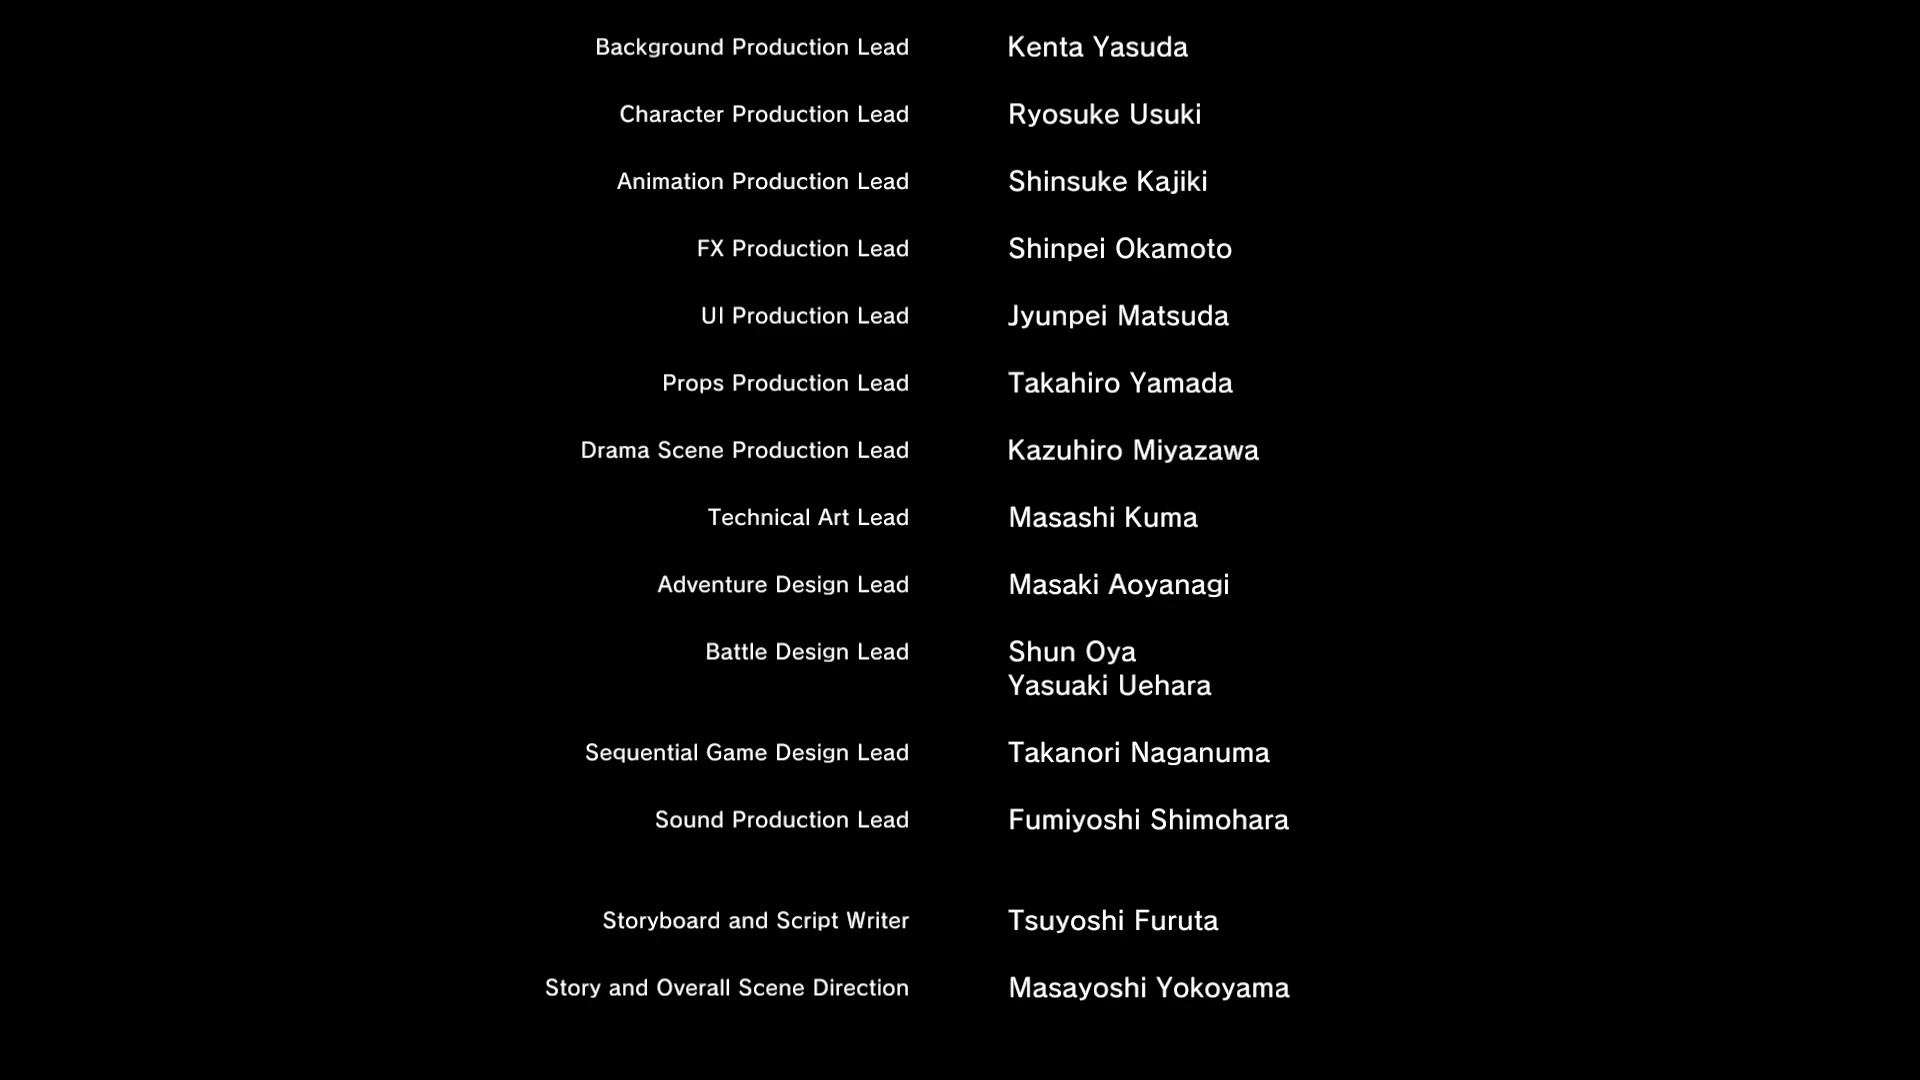 Background Production Lead Kenta Yasuda
Character Production Lead Ryosuke Usuki
Animation Production Lead Shinsuke Kajiki
FX Production Lead Shinpei Okamoto
UI Production Lead Jyunpei Matsuda
Props Production Lead Takahiro Yamada
Drama Scene Production Lead Kazuhiro Miyazawa
Technical Art Lead Masashi Kuma
Adventure Design Lead Masaki Aoyanagi
Battle Design Lead Shun Oya
Yasuaki Uehara
Sequential Game Design Lead Takanori Naganuma
Sound Production Lead Fumiyoshi Shimohara
Storyboard and Script Writer Tsuyoshi Furuta
Story and Overall Scene Direction Masayoshi Yokoyama